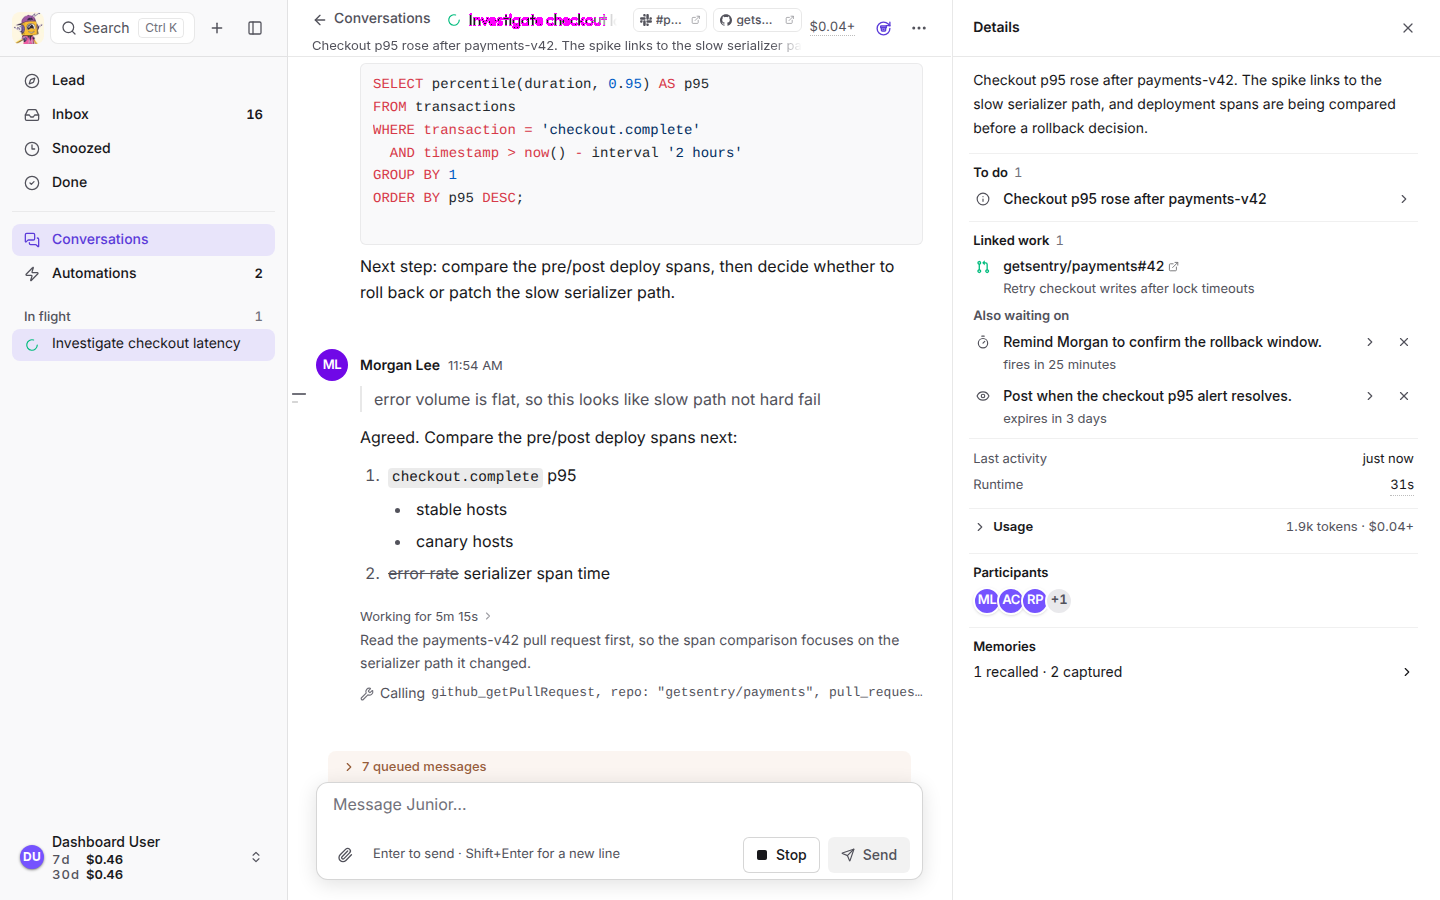 Search Ctrl K
Lead
Inbox 16
Snoozed
Done
Conversations
Automations 2
In flight 1
Investigate checkout latency
Dashboard User
DU
7d $0.46
30d $0.46
Conversations Investigate checkout #p... gets... $0.04+
Checkout p95 rose after payments-v42. The spike links to the slow serializer pa
SELECT percentile(duration, 0.95) AS p95
FROM transactions
WHERE transaction = 'checkout.complete'
AND timestamp > now() - interval '2 hours'
GROUP BY 1
ORDER BY p95 DESC;
Next step: compare the pre/post deploy spans, then decide whether to
roll back or patch the slow serializer path.
ML Morgan Lee 11:54 AM
error volume is flat, so this looks like slow path not hard fail
Agreed. Compare the pre/post deploy spans next:
1. checkout.complete p95
• stable hosts
• canary hosts
2. error rate serializer span time
Working for 5m 15s
Read the payments-v42 pull request first, so the span comparison focuses on the
serializer path it changed.
Calling github_getPullRequest, repo: "getsentry/payments", pull_reques…
7 queued messages
Message Junior...
Enter to send · Shift+Enter for a new line Stop Send
Details
Checkout p95 rose after payments-v42. The spike links to the
slow serializer path, and deployment spans are being compared
before a rollback decision.
To do 1
Checkout p95 rose after payments-v42
Linked work 1
getsentry/payments#42
Retry checkout writes after lock timeouts
Also waiting on
Remind Morgan to confirm the rollback window.
fires in 25 minutes
Post when the checkout p95 alert resolves.
expires in 3 days
Last activity just now
Runtime 31s
Usage 1.9k tokens · $0.04+
Participants
ML AC RP +1
Memories
1 recalled · 2 captured